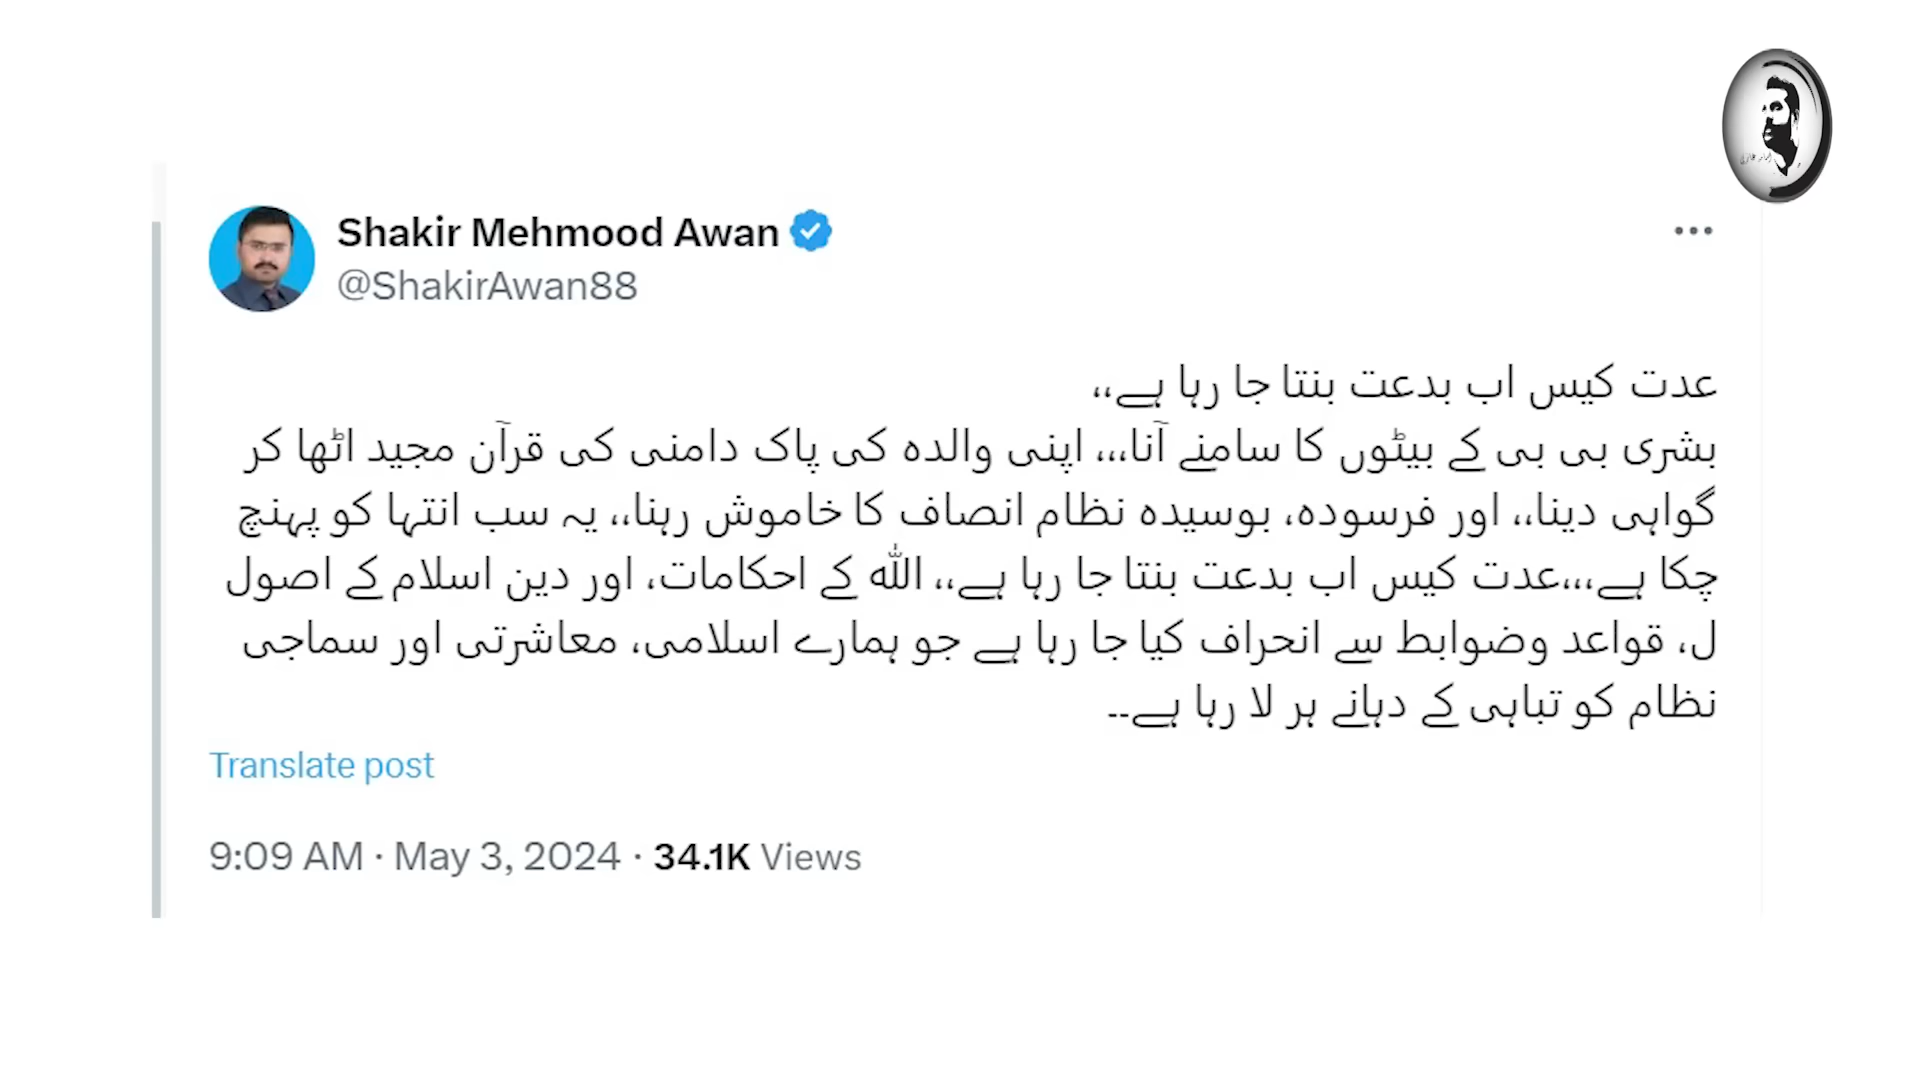 Shakir Mehmood Awan
@ShakirAwan88
عدت کیس اب بدعت بنتا جا رہا ہے،،
بشری بی بی کے بیٹوں کا سامنے آنا،،، اپنی والدہ کی پاک دامنی کی قرآن مجید اٹھا کر
گواہی دینا،، اور فرسودہ، بوسیدہ نظام انصاف کا خاموش رہنا،، یہ سب انتہا کو پہنچ
چکا ہے،،،عدت کیس اب بدعت بنتا جا رہا ہے،، اللّٰہ کے احکامات، اور دین اسلام کے اصول
ل، قواعد وضوابط سے انحراف کیا جا رہا ہے جو ہمارے اسلامی، معاشرتی اور سماجی
نظام کو تباہی کے دہانے ہر لا رہا ہے۔۔
Translate post
9:09 AM · May 3, 2024 · 34.1K Views